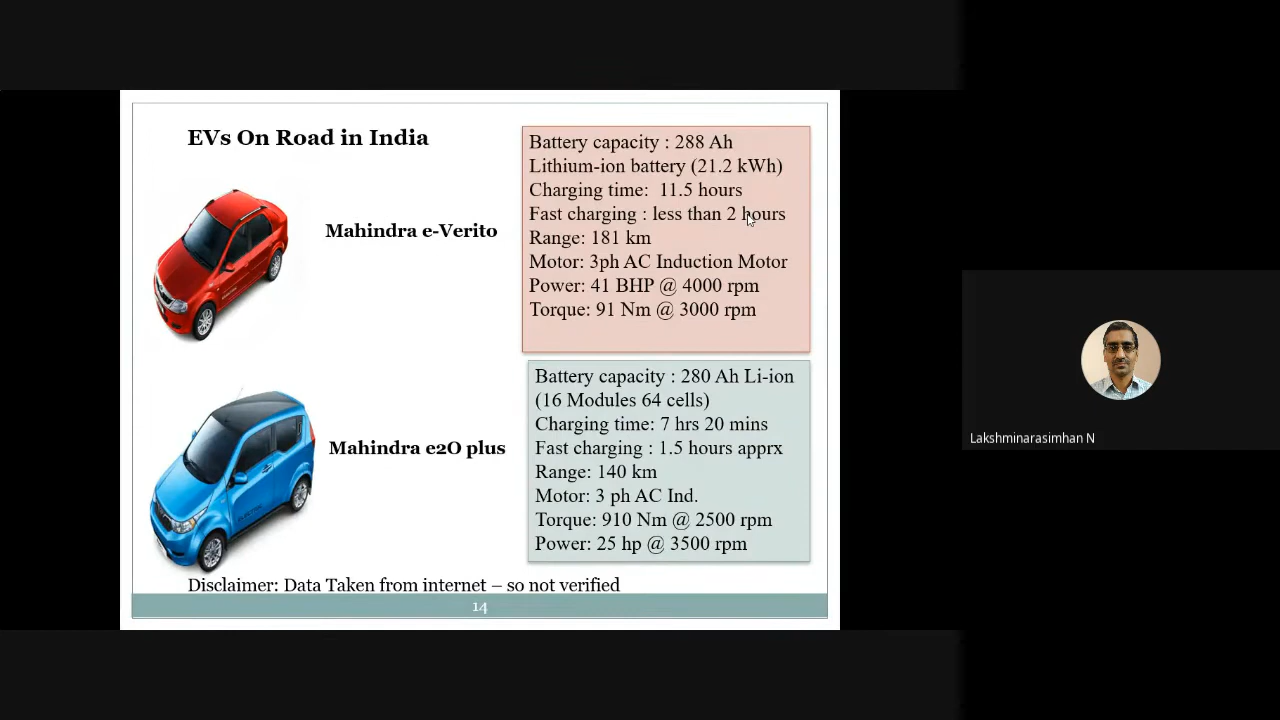 EVs On Road in India
Mahindra e-Verito
Battery capacity : 288 Ah
Lithium-ion battery (21.2 kWh)
Charging time: 11.5 hours
Fast charging : less than 2 hours
Range: 181 km
Motor: 3ph AC Induction Motor
Power: 41 BHP @ 4000 rpm
Torque: 91 Nm @ 3000 rpm
Mahindra e2O plus
Battery capacity : 280 Ah Li-ion
(16 Modules 64 cells)
Charging time: 7 hrs 20 mins
Fast charging : 1.5 hours apprx
Range: 140 km
Motor: 3 ph AC Ind.
Torque: 910 Nm @ 2500 rpm
Power: 25 hp @ 3500 rpm
Disclaimer: Data Taken from internet – so not verified
14
Lakshminarasimhan N